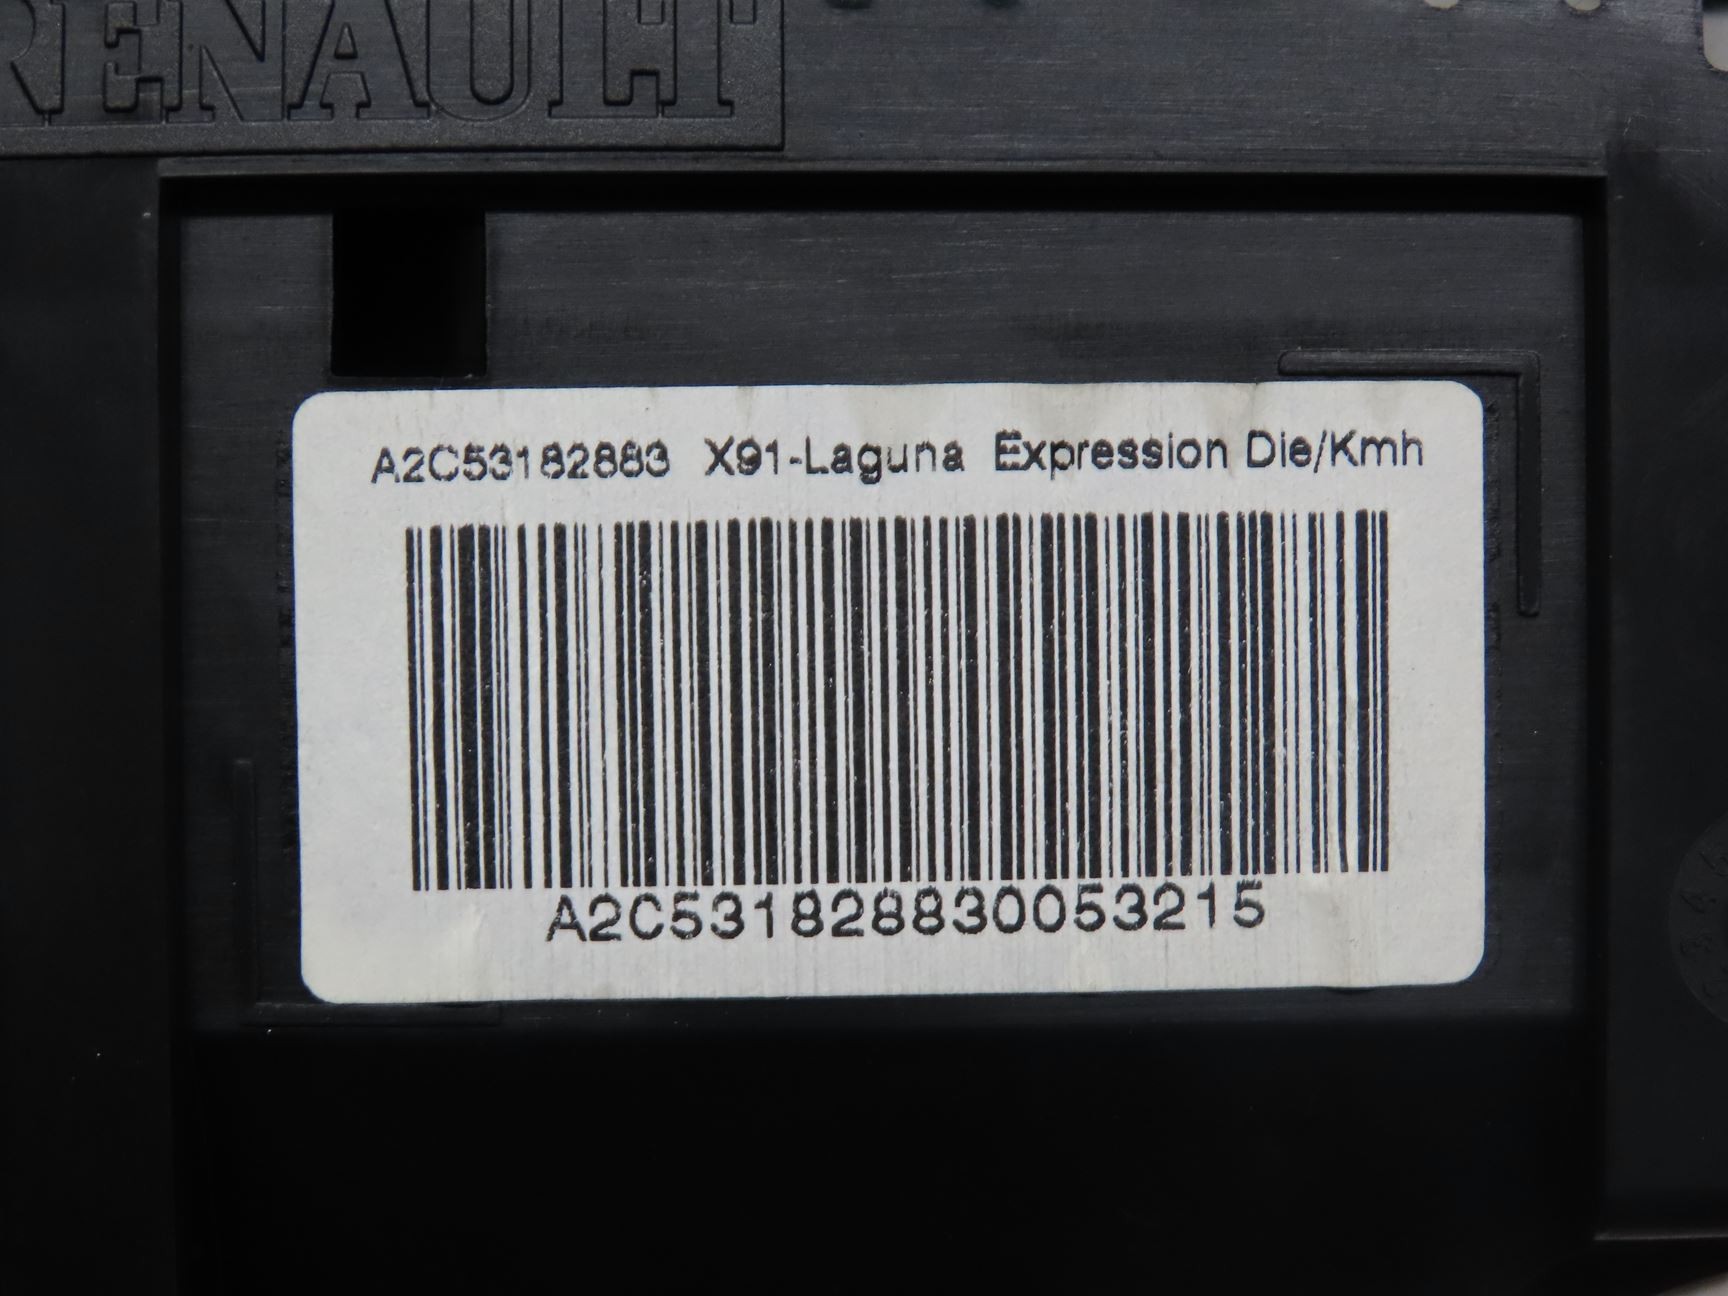 RENAULT
A2C53182883 X91-Laguna Expression Die/Kmh
A2C531828830053215